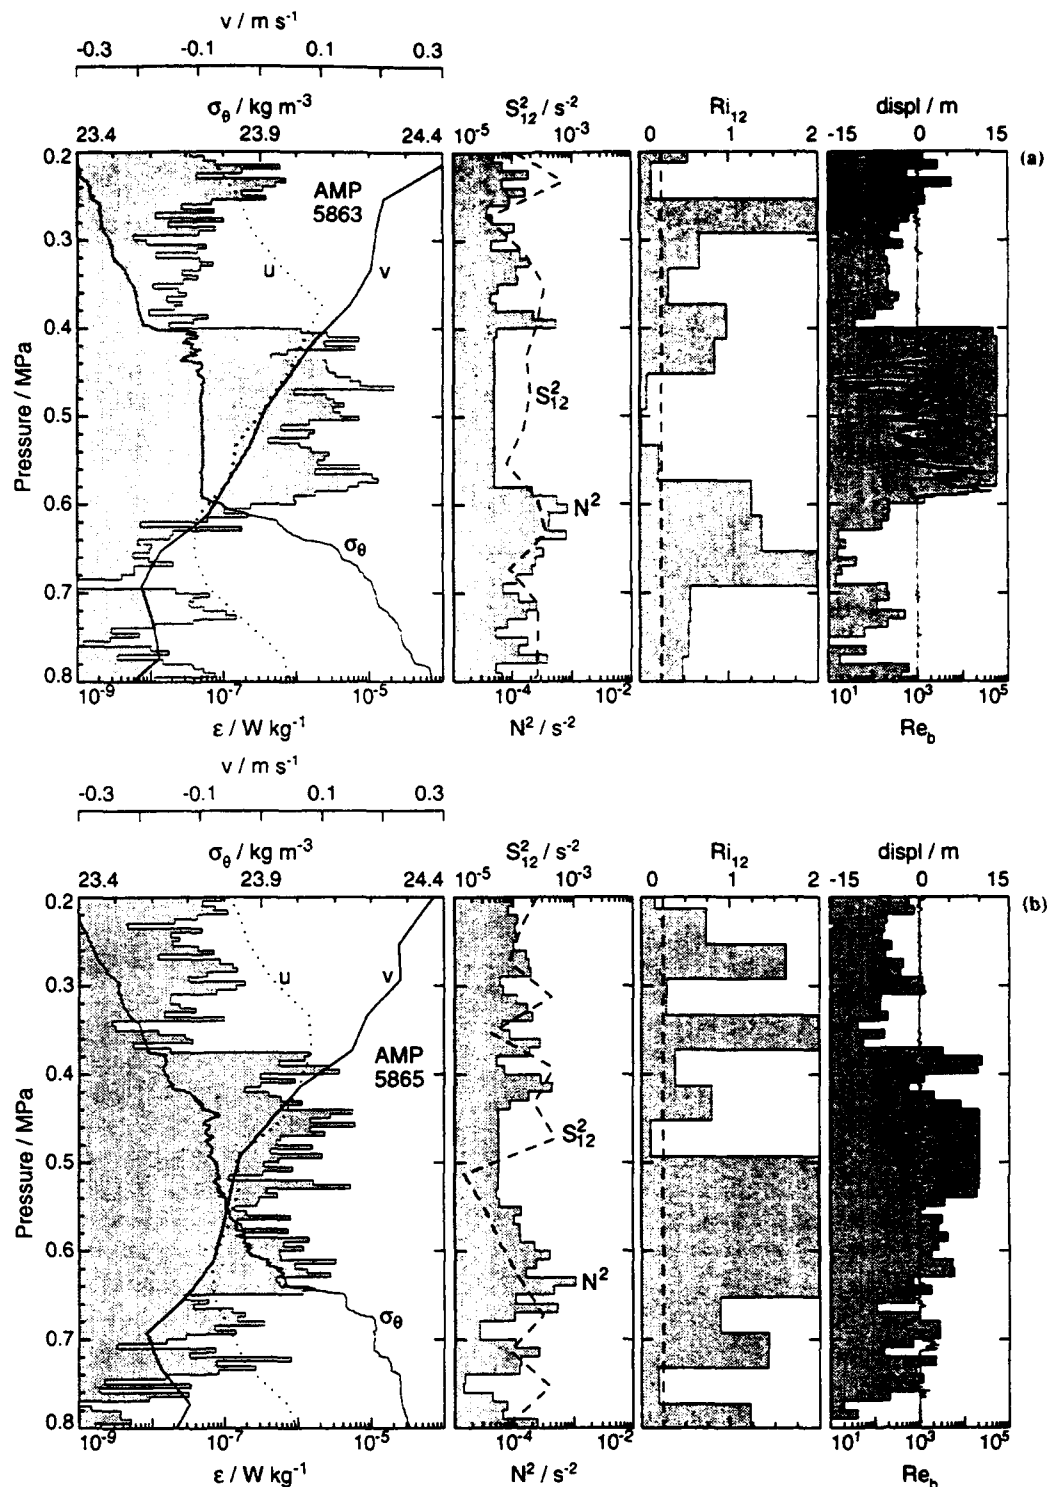 v / m s-1
-0.3 -0.1 0.1 0.3
σθ / kg m-3
23.4 23.9 24.4
S²12 / s-2
10-5 10-3
Ri12
0 1 2
displ / m
-15 0 15
(a)
Pressure / MPa
0.2
0.3
0.4
0.5
0.6
0.7
0.8
AMP
5863
u
v
σθ
S²12
N²
10-9 10-7 10-5
ε / W kg-1
10-4 10-2
N² / s-2
10¹ 10³ 10⁵
Reb
v / m s-1
-0.3 -0.1 0.1 0.3
σθ / kg m-3
23.4 23.9 24.4
S²12 / s-2
10-5 10-3
Ri12
0 1 2
displ / m
-15 0 15
(b)
Pressure / MPa
0.2
0.3
0.4
0.5
0.6
0.7
0.8
u
v
AMP
5865
σθ
S²12
N²
10-9 10-7 10-5
ε / W kg-1
10-4 10-2
N² / s-2
10¹ 10³ 10⁵
Reb